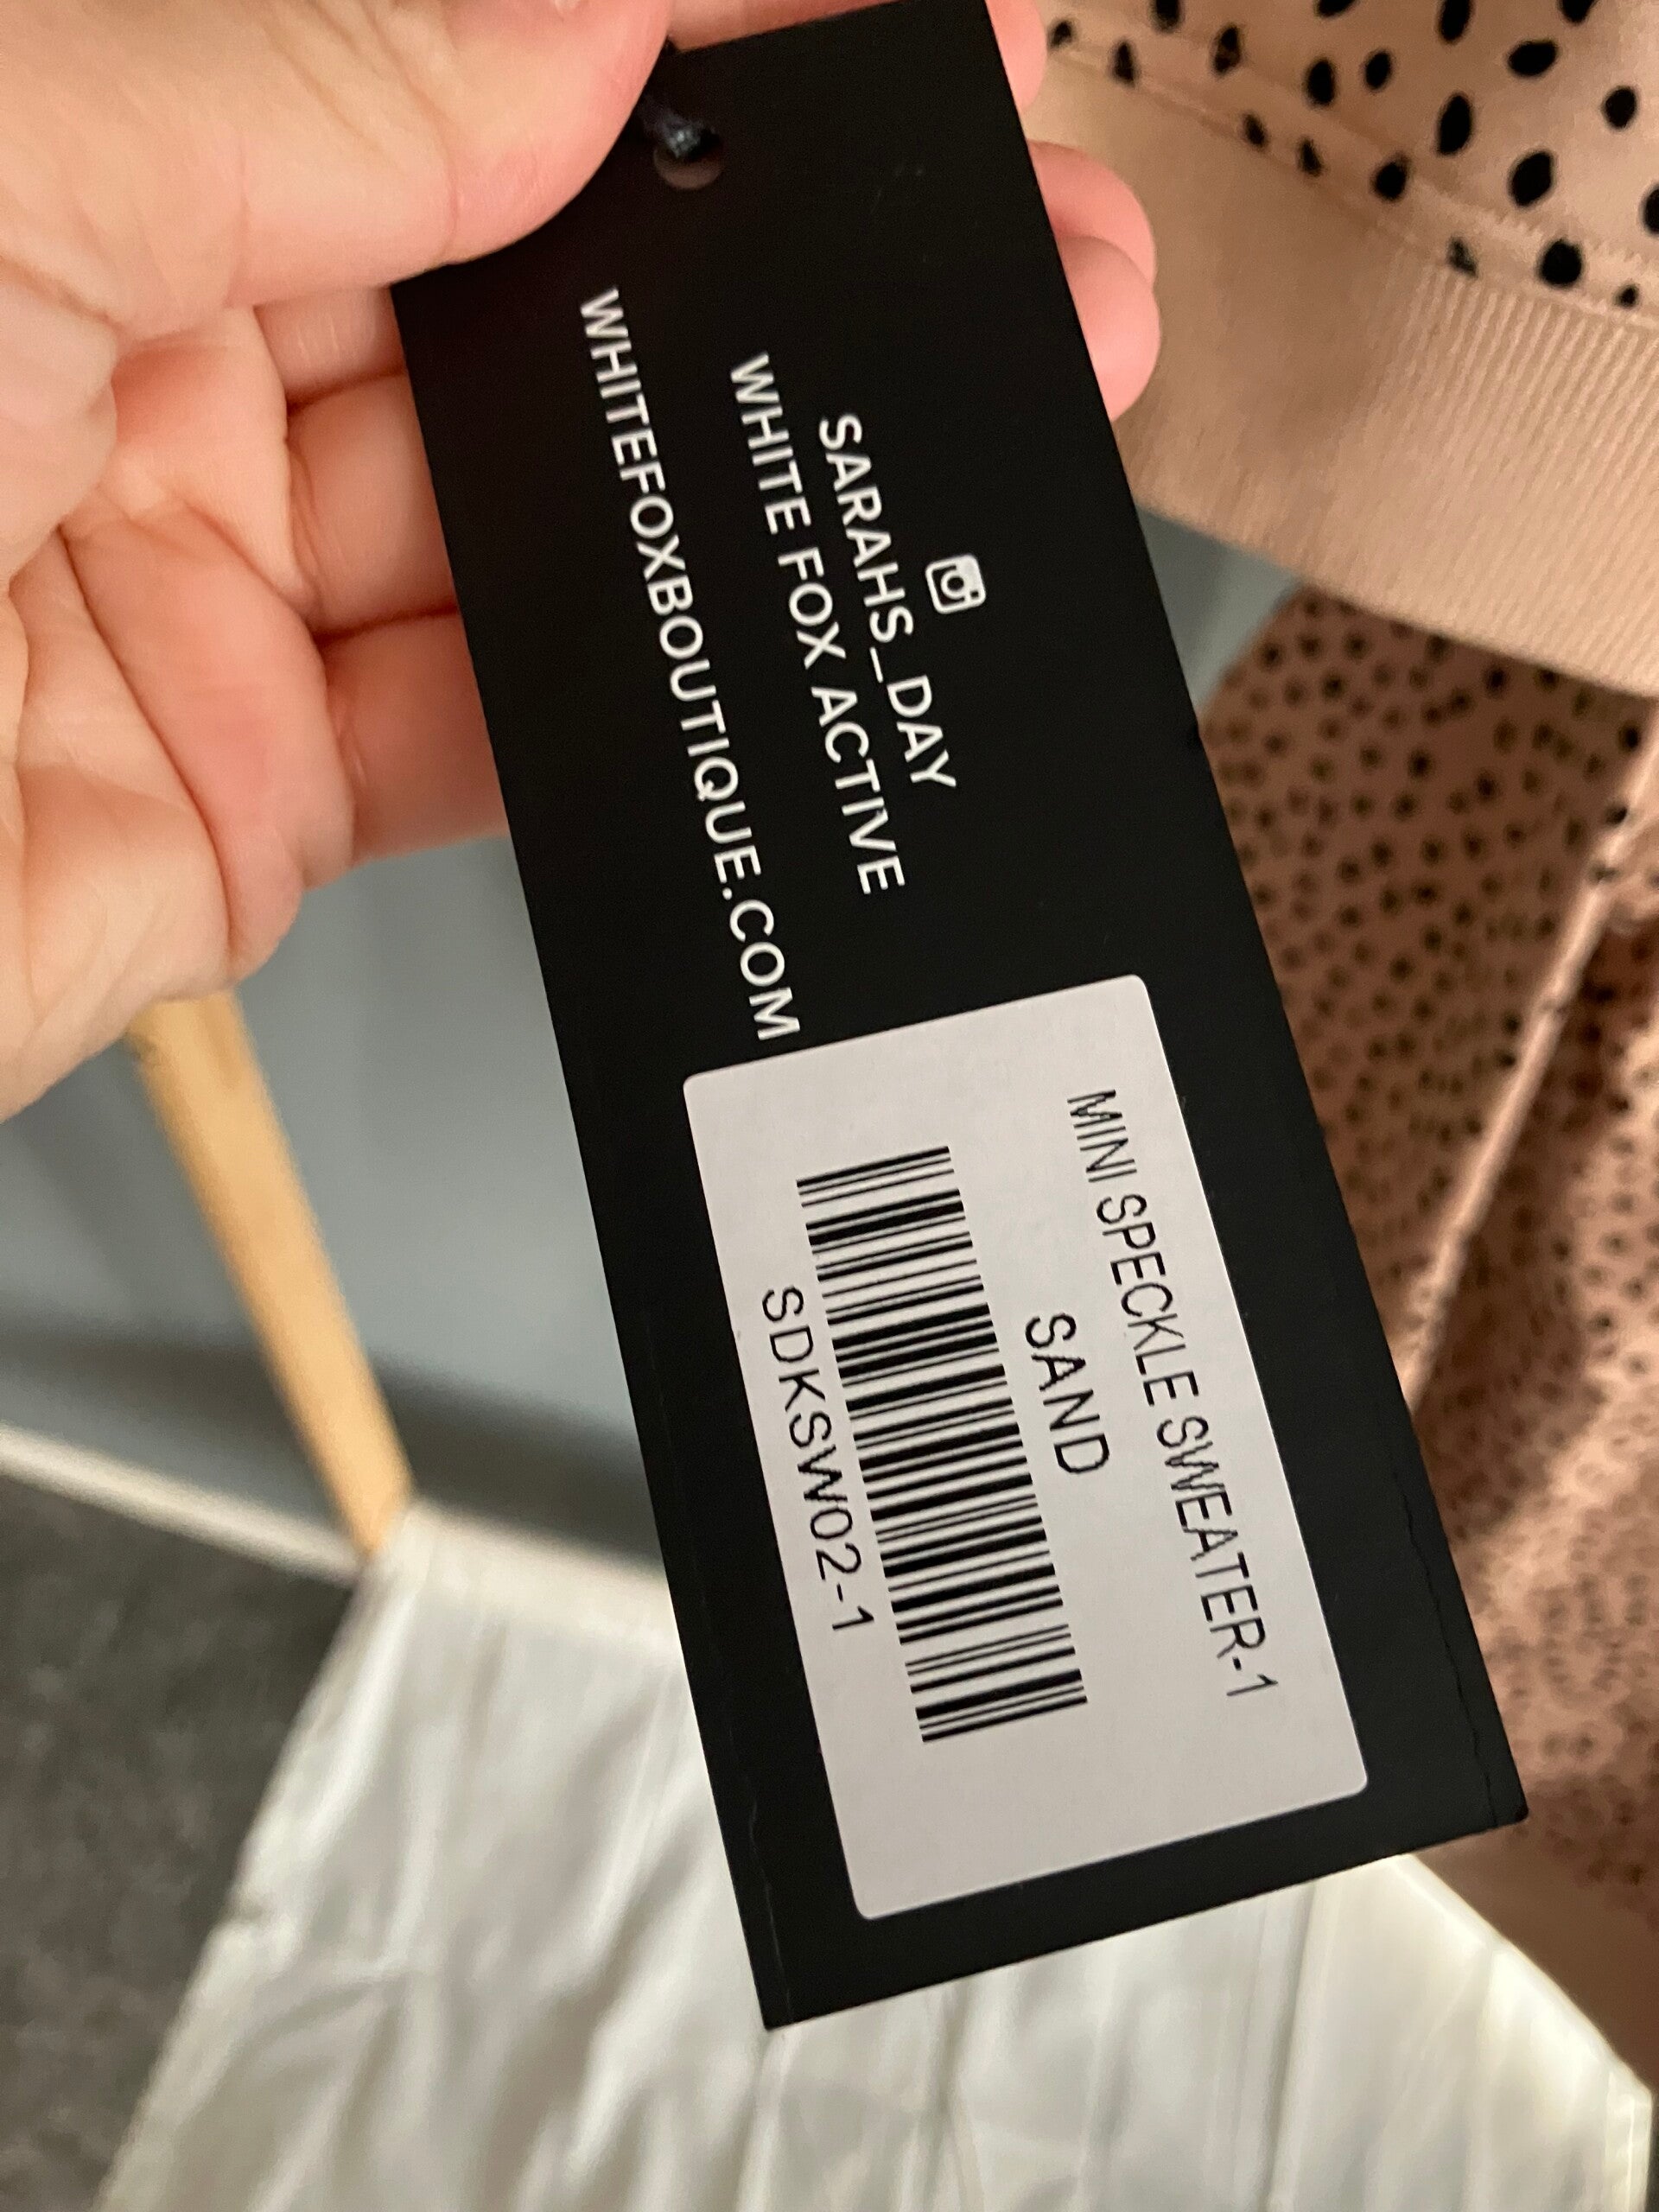 SARAHS_DAY
WHITE FOX ACTIVE
WHITEFOXBOUTIQUE.COM
MINI SPECKLE SWEATER-1
SAND
SDKSW02-1